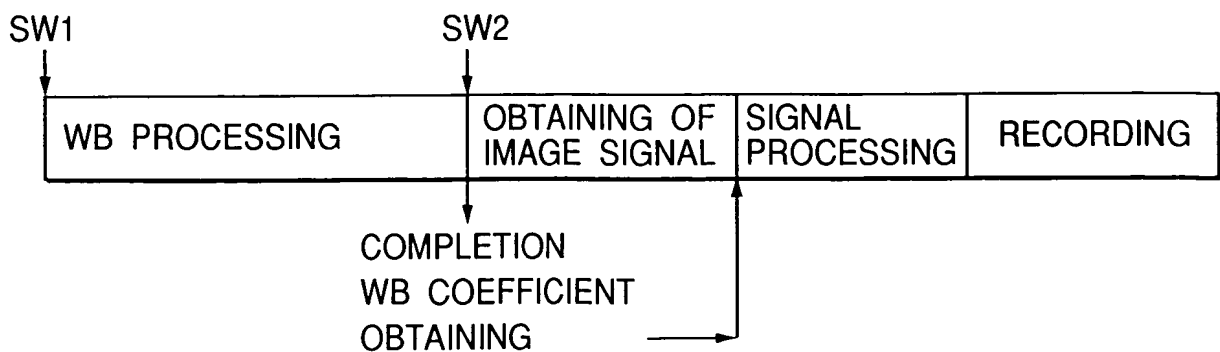 SW1
SW2
WB PROCESSING
OBTAINING OF
IMAGE SIGNAL
SIGNAL
PROCESSING
RECORDING
COMPLETION
WB COEFFICIENT
OBTAINING